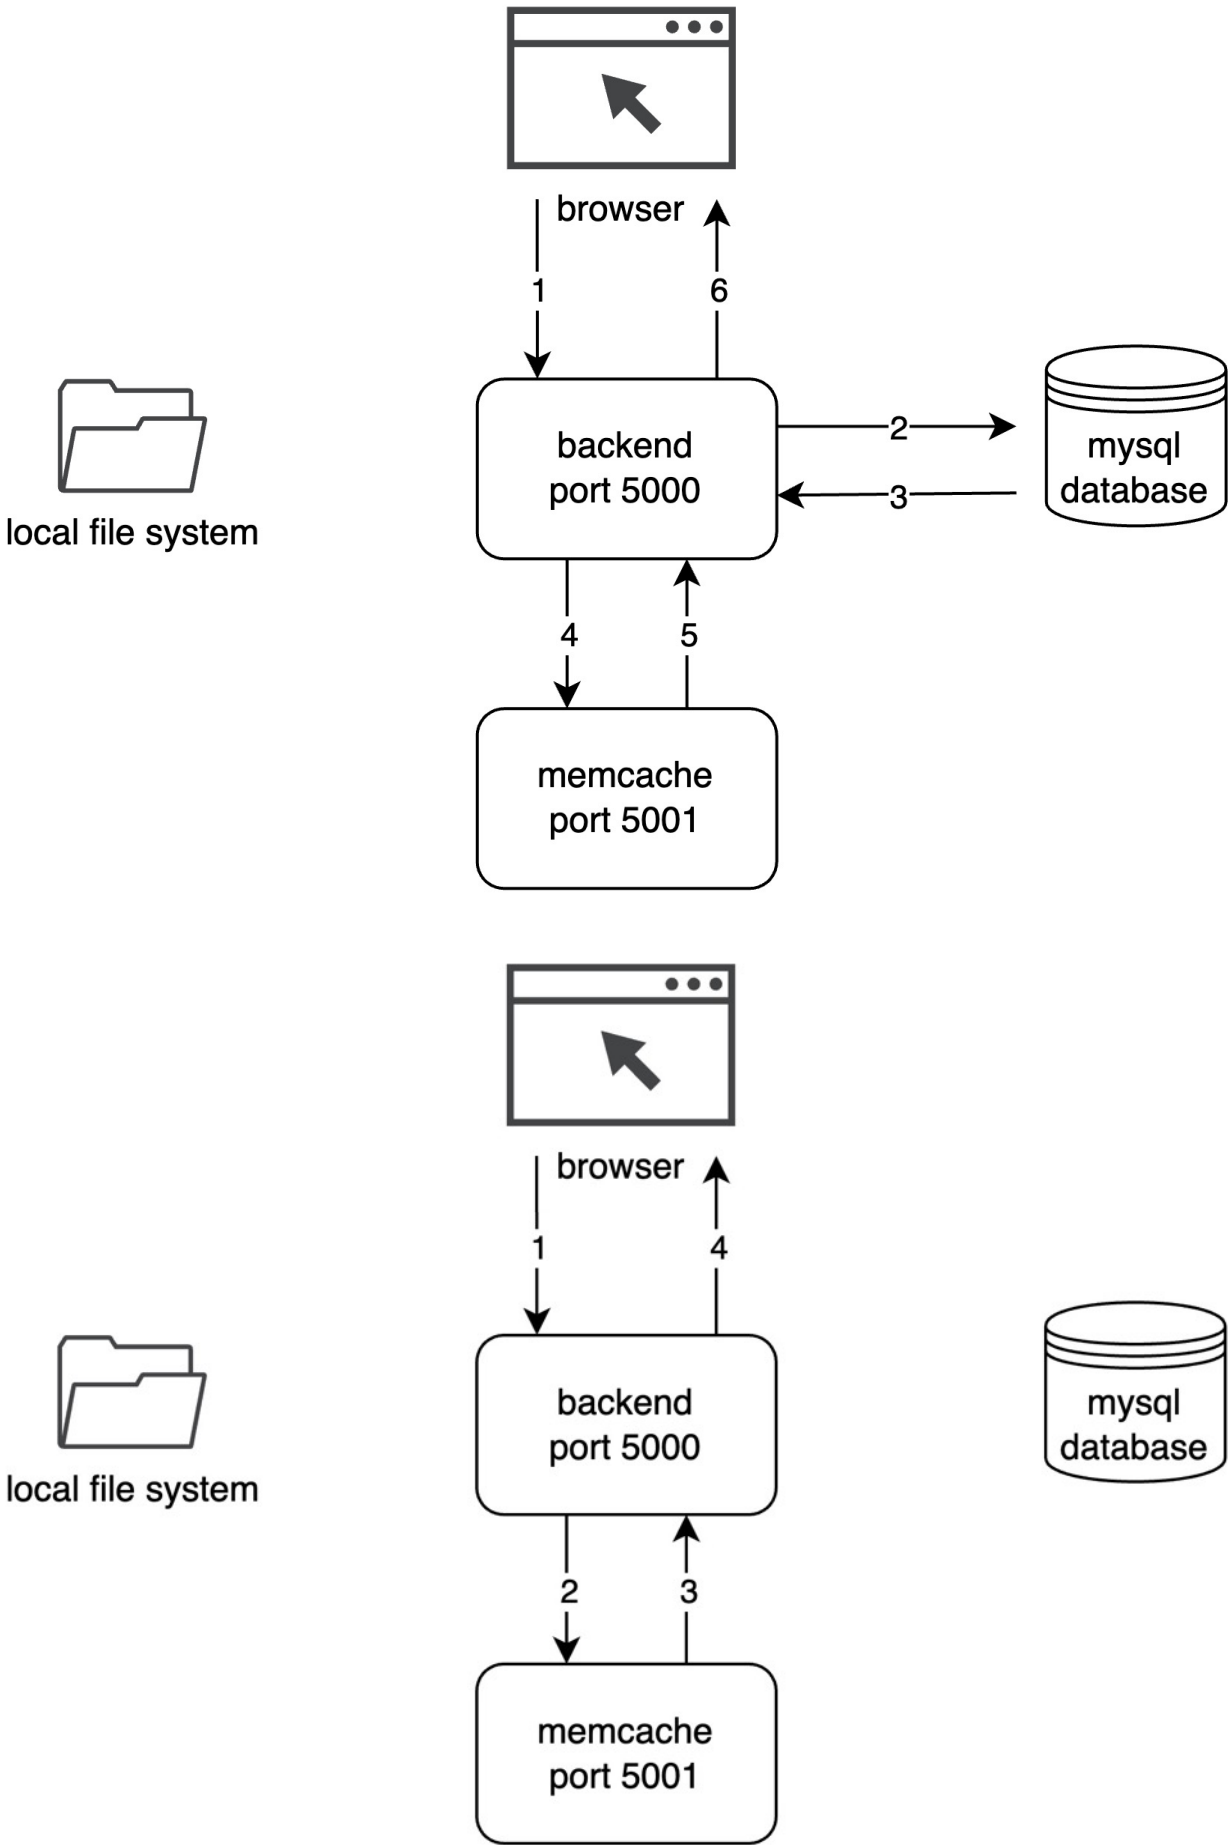 browser
1
6
backend
port 5000
2
3
mysql
database
local file system
4
5
memcache
port 5001
browser
1
4
backend
port 5000
mysql
database
local file system
2
3
memcache
port 5001